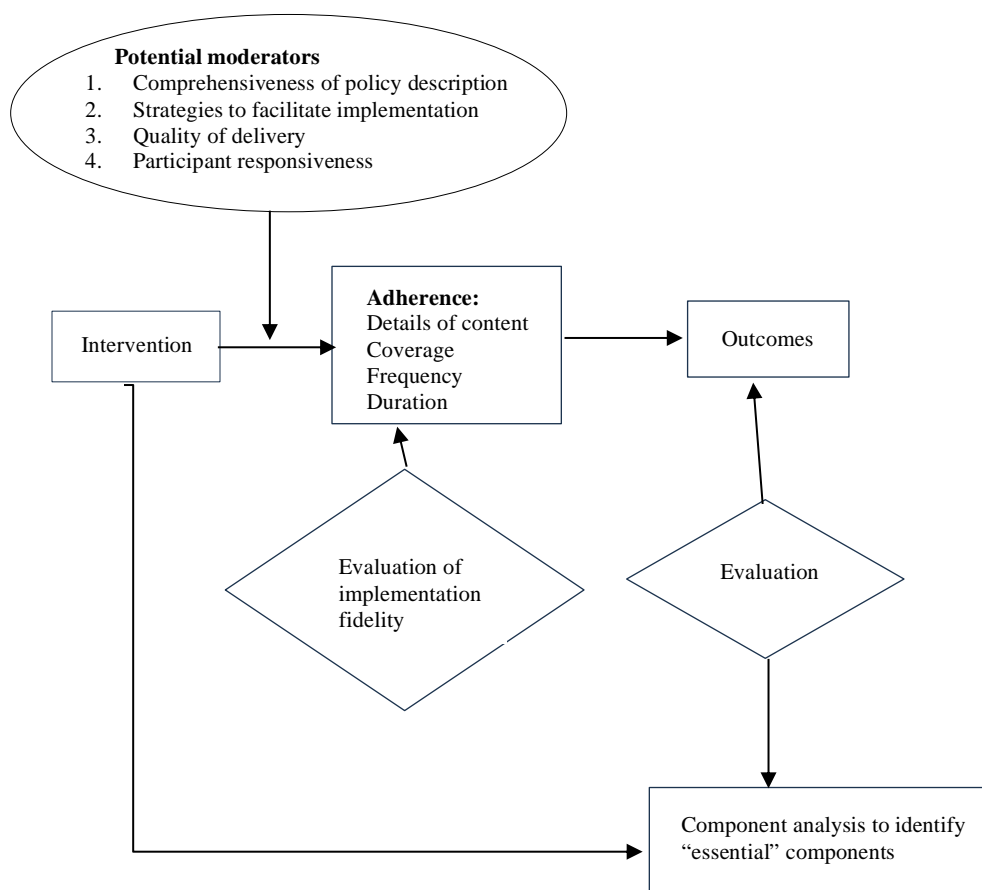 Potential moderators
1. Comprehensiveness of policy description
2. Strategies to facilitate implementation
3. Quality of delivery
4. Participant responsiveness
Intervention
Adherence:
Details of content
Coverage
Frequency
Duration
Outcomes
Evaluation of
implementation
fidelity
Evaluation
Component analysis to identify
“essential” components